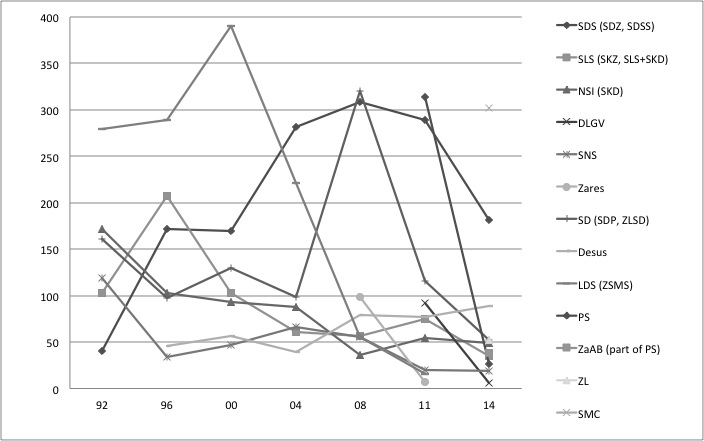 400
350
300
250
200
150
100
50
0
92 96 00 04 08 11 14
SDS (SDZ, SDSS)
SLS (SKZ, SLS+SKD)
NSI (SKD)
DLGV
SNS
Zares
SD (SDP, ZLSD)
Desus
LDS (ZSMS)
PS
ZaAB (part of PS)
ZL
SMC